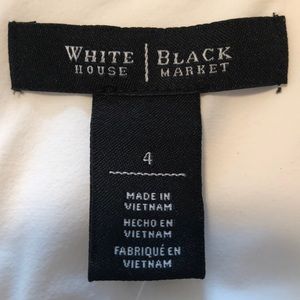 WHITE HOUSE | BLACK MARKET
4
MADE IN
VIETNAM
HECHO EN
VIETNAM
FABRIQUÉ EN
VIETNAM